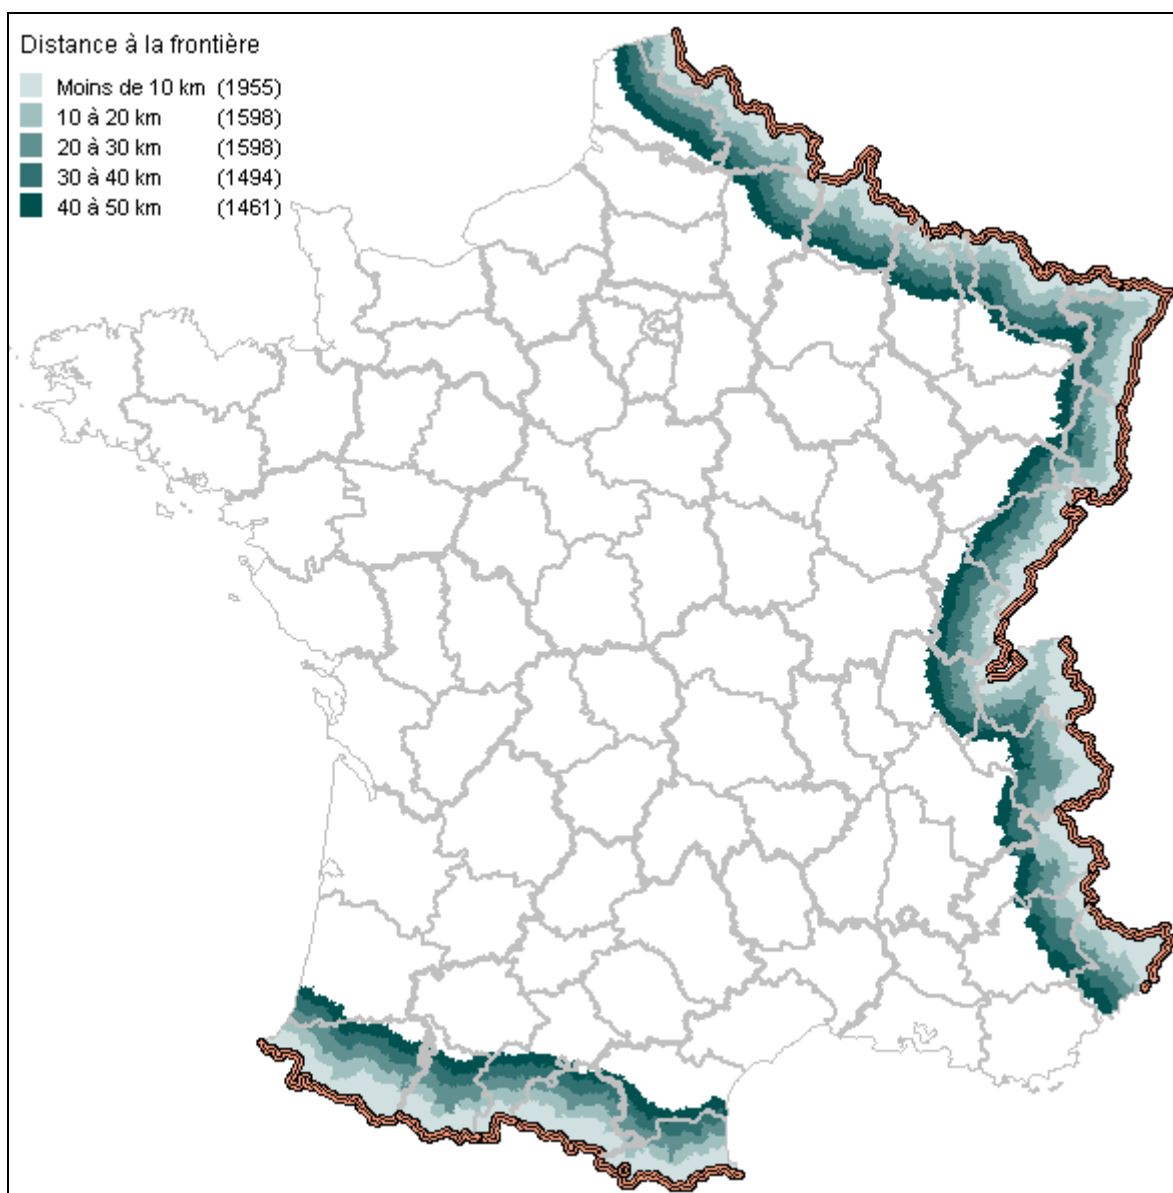 Distance à la frontière
Moins de 10 km (1955)
10 à 20 km (1598)
20 à 30 km (1598)
30 à 40 km (1494)
40 à 50 km (1461)